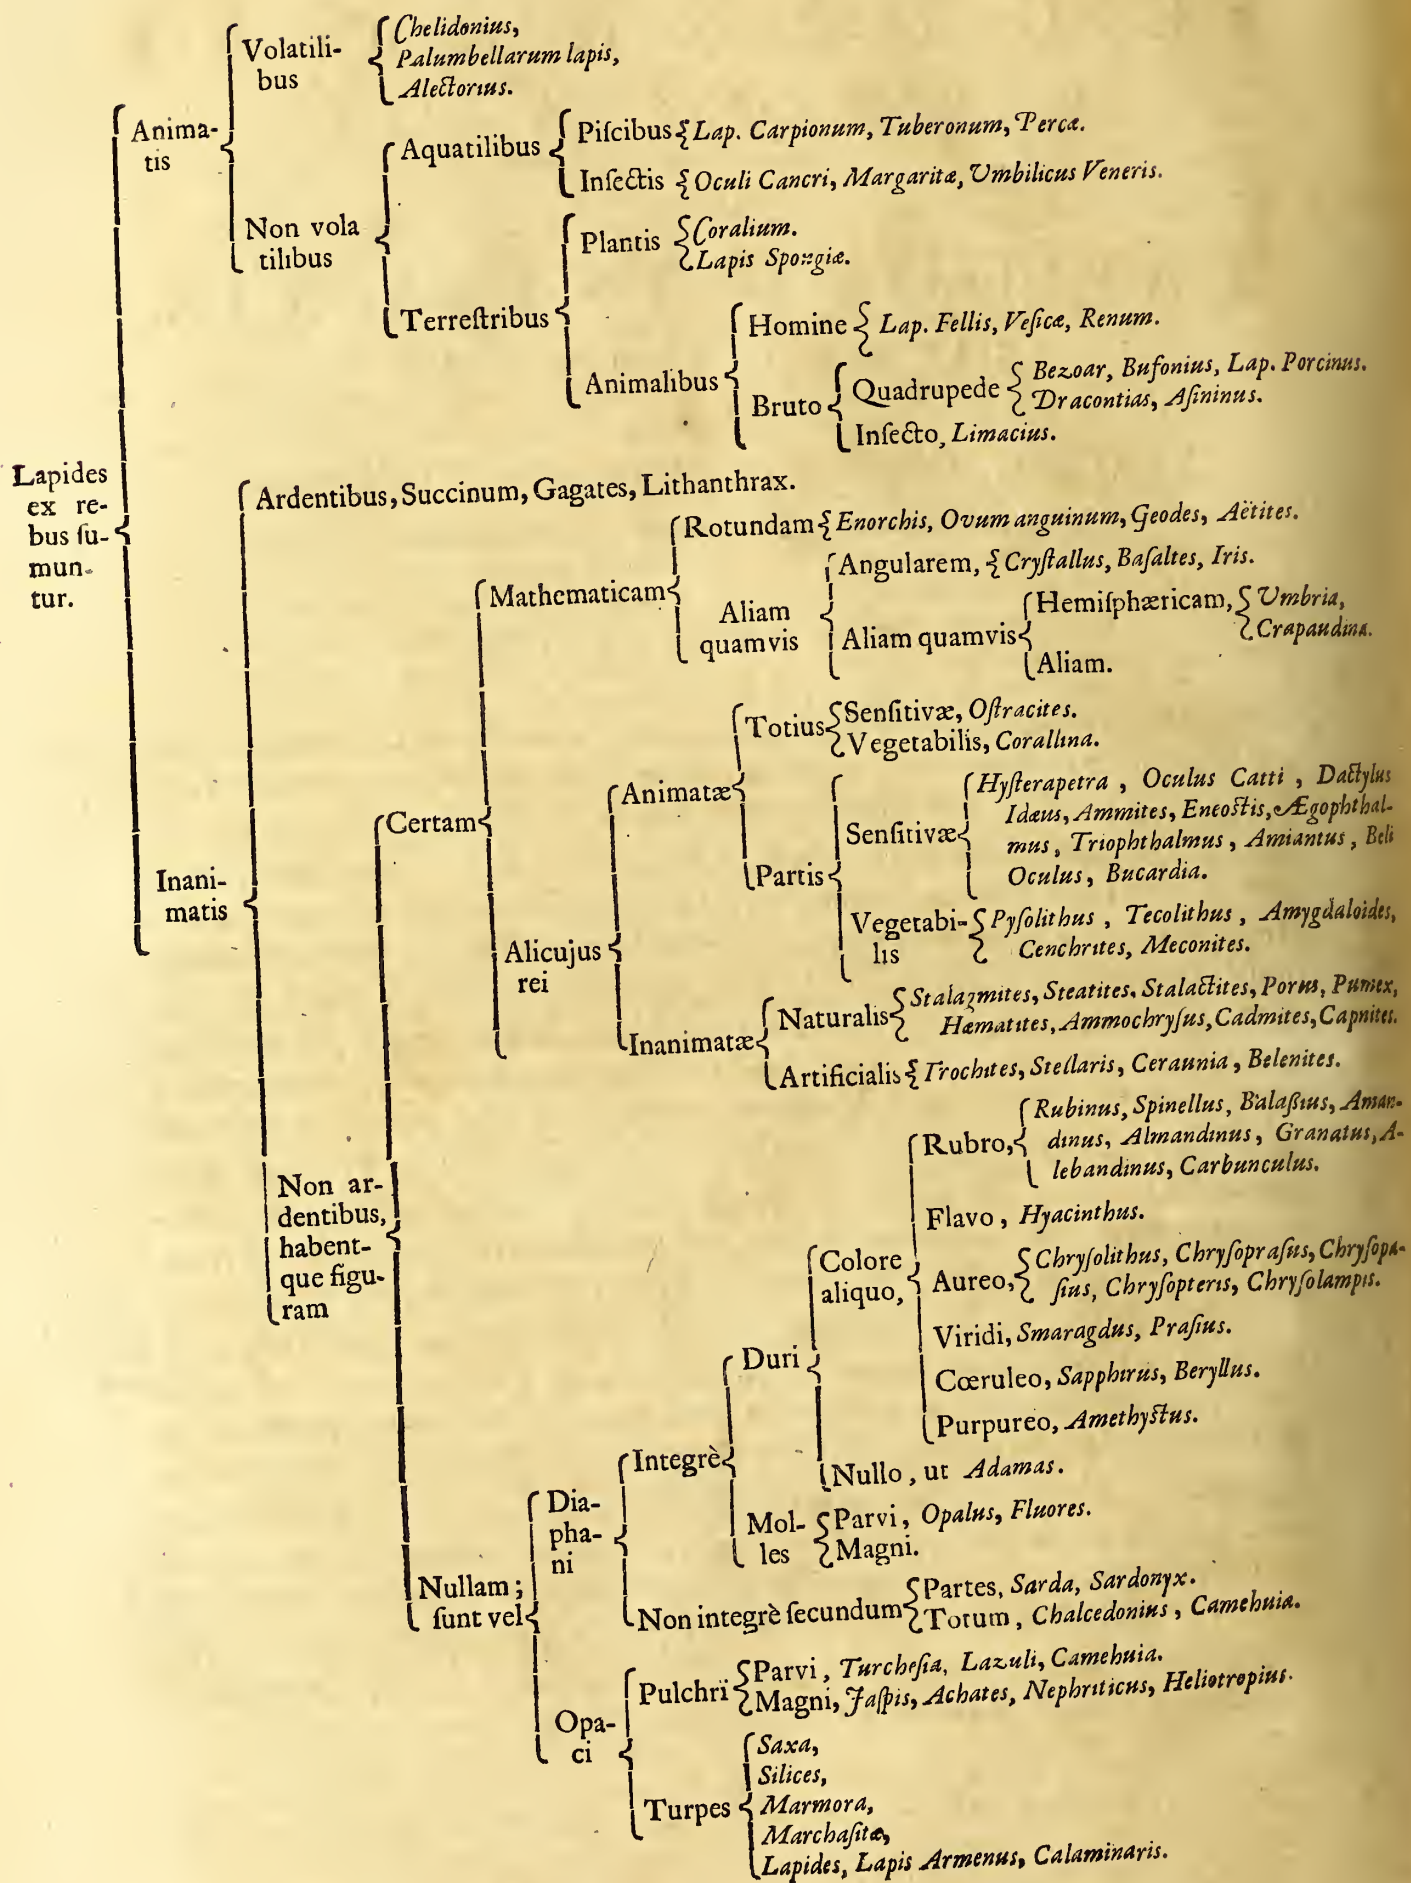 Lapides
ex re-
bus ſu-
mun-
tur.
Anima-
tis
Volatili-
bus
Chelidonius,
Palumbellarum lapis,
Alectorius.
Non vola
tilibus
Aquatilibus
Piſcibus Lap. Carpionum, Tuberonum, Percæ.
Inſectis Oculi Cancri, Margaritæ, Umbilicus Veneris.
Terreſtribus
Plantis
Coralium.
Lapis Spongiæ.
Animalibus
Homine Lap. Fellis, Veſicæ, Renum.
Bruto
Quadrupede
Bezoar, Bufonius, Lap. Porcinus.
Dracontias, Aſininus.
Inſecto, Limacius.
Inani-
matis
Ardentibus, Succinum, Gagates, Lithanthrax.
Non ar-
dentibus,
habent-
que figu-
ram
Certam
Mathematicam
Rotundam Enorchis, Ovum anguinum, Geodes, Aëtites.
Aliam
quamvis
Angularem, Cryſtallus, Baſaltes, Iris.
Aliam quamvis
Hemiſphæricam,
Umbria,
Crapaudina.
Aliam.
Alicujus
rei
Animatæ
Totius
Senſitivæ, Oſtracites.
Vegetabilis, Corallina.
Partis
Senſitivæ
Hyſterapetra, Oculus Catti, Dactylus
Idæus, Ammites, Eneoſtis, Ægophthal-
mus, Triophthalmus, Amiantus, Beli
Oculus, Bucardia.
Vegetabi-
lis
Pyſolithus, Tecolithus, Amygdaloides,
Cenchrites, Meconites.
Inanimatæ
Naturalis
Stalagmites, Steatites. Stalactites, Porus, Pumex,
Hæmatites, Ammochryſus, Cadmites, Capnites.
Artificialis Trochites, Stellaris, Ceraunia, Belenites.
Nullam;
ſunt vel
Dia-
pha-
ni
Integrè
Duri
Colore
aliquo,
Rubro,
Rubinus, Spinellus, Balaßius, Aman-
dinus, Almandinus, Granatus, A-
lebandinus, Carbunculus.
Flavo, Hyacinthus.
Aureo,
Chryſolithus, Chryſopraſus, Chryſopa-
ſius, Chryſopteris, Chryſolampis.
Viridi, Smaragdus, Praſius.
Cœruleo, Sapphirus, Beryllus.
Purpureo, Amethyſtus.
Nullo, ut Adamas.
Mol-
les
Parvi, Opalus, Fluores.
Magni.
Non integrè ſecundum
Partes, Sarda, Sardonyx.
Totum, Chalcedonius, Camehuia.
Opa-
ci
Pulchri
Parvi, Turcheſia, Lazuli, Camehuia.
Magni, Jaſpis, Achates, Nephriticus, Heliotropius.
Turpes
Saxa,
Silices,
Marmora,
Marchaſitæ,
Lapides, Lapis Armenus, Calaminaris.